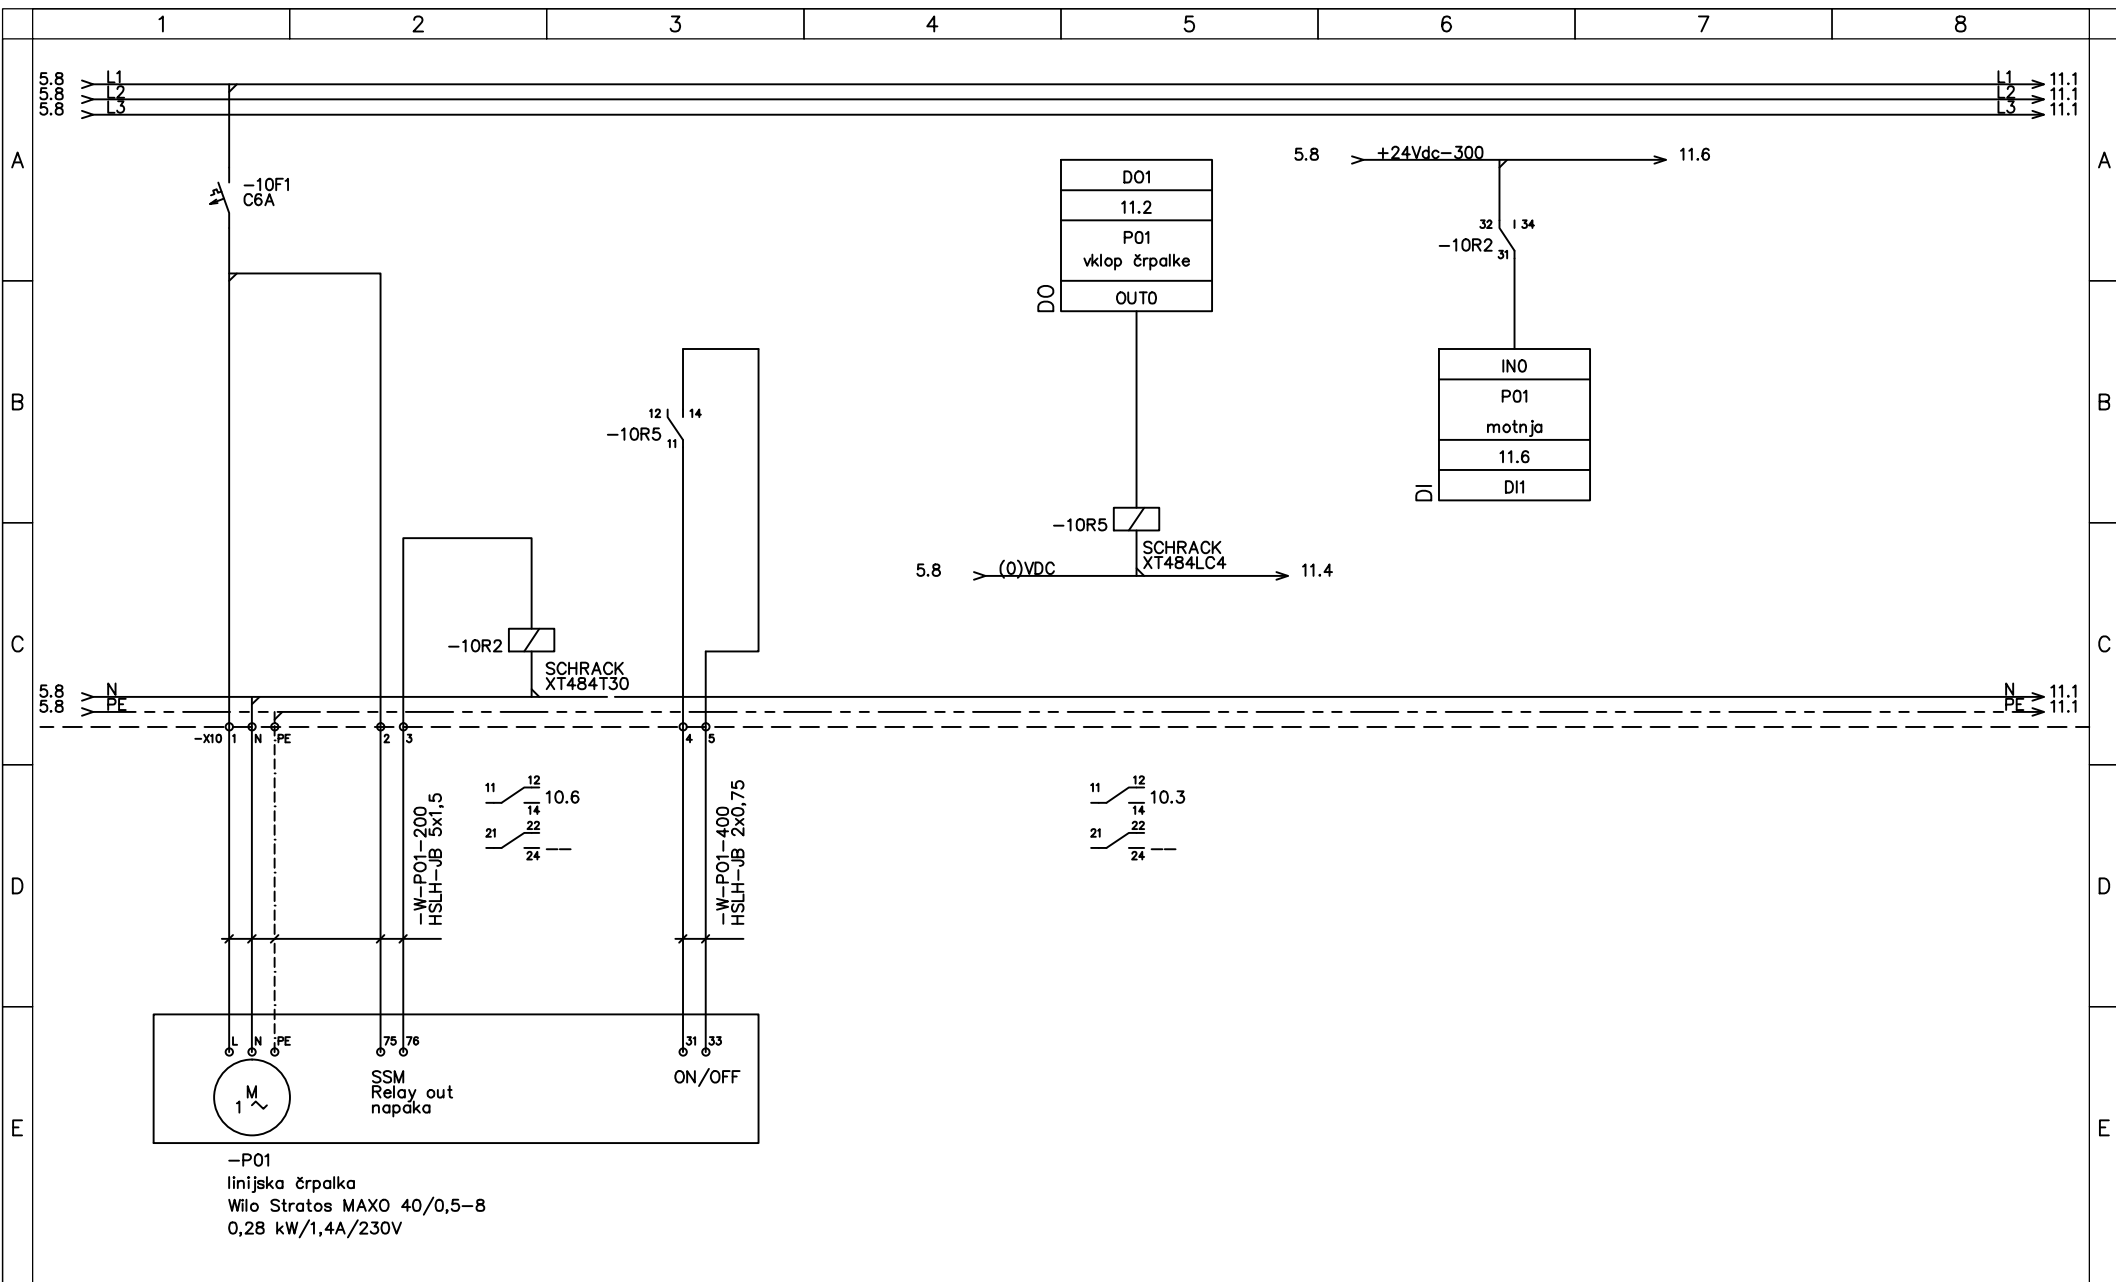 1 2 3 4 5 6 7 8
5.8 L1 L1 11.1
5.8 L2 L2 11.1
5.8 L3 L3 11.1
A A
-10F1
C6A
DO1
11.2
P01
vklop črpalke
OUT0
DO
5.8 +24Vdc-300 11.6
32 34
-10R2 31
B B
12 14
-10R5 11
IN0
P01
motnja
11.6
DI1
DI
-10R5
SCHRACK
XT484LC4
5.8 (0)VDC 11.4
C C
-10R2
SCHRACK
XT484T30
5.8 N N 11.1
5.8 PE PE 11.1
-X10 1 N PE 2 3 4 5
-W-P01-200
HSLH-JB 5x1,5
11 12 10.6
14
21 22
24 --
-W-P01-400
HSLH-JB 2x0,75
11 12 10.3
14
21 22
24 --
D D
L N PE 75 76 31 33
M
1
SSM
Relay out
napaka
ON/OFF
E E
-P01
linijska črpalka
Wilo Stratos MAXO 40/0,5-8
0,28 kW/1,4A/230V